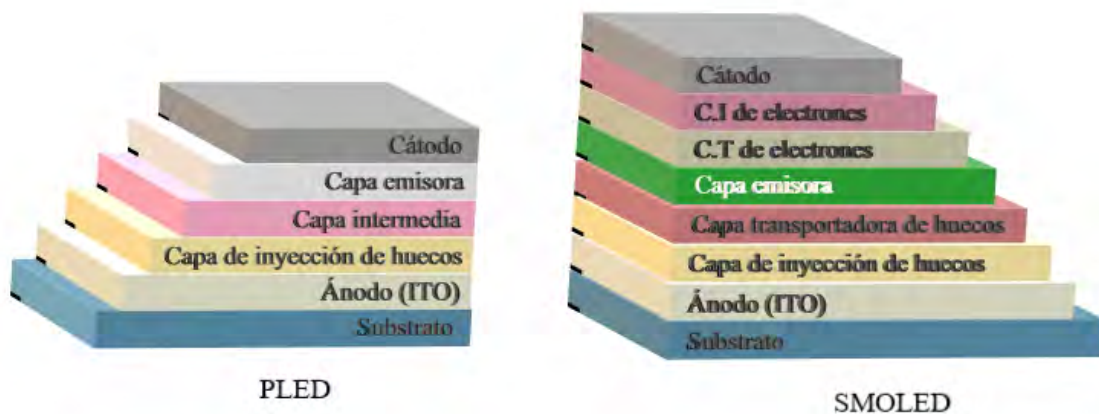 Cátodo
Capa emisora
Capa intermedia
Capa de inyección de huecos
Ánodo (ITO)
Substrato
PLED
Cátodo
C.I de electrones
C.T de electrones
Capa emisora
Capa transportadora de huecos
Capa de inyección de huecos
Ánodo (ITO)
Substrato
SMOLED